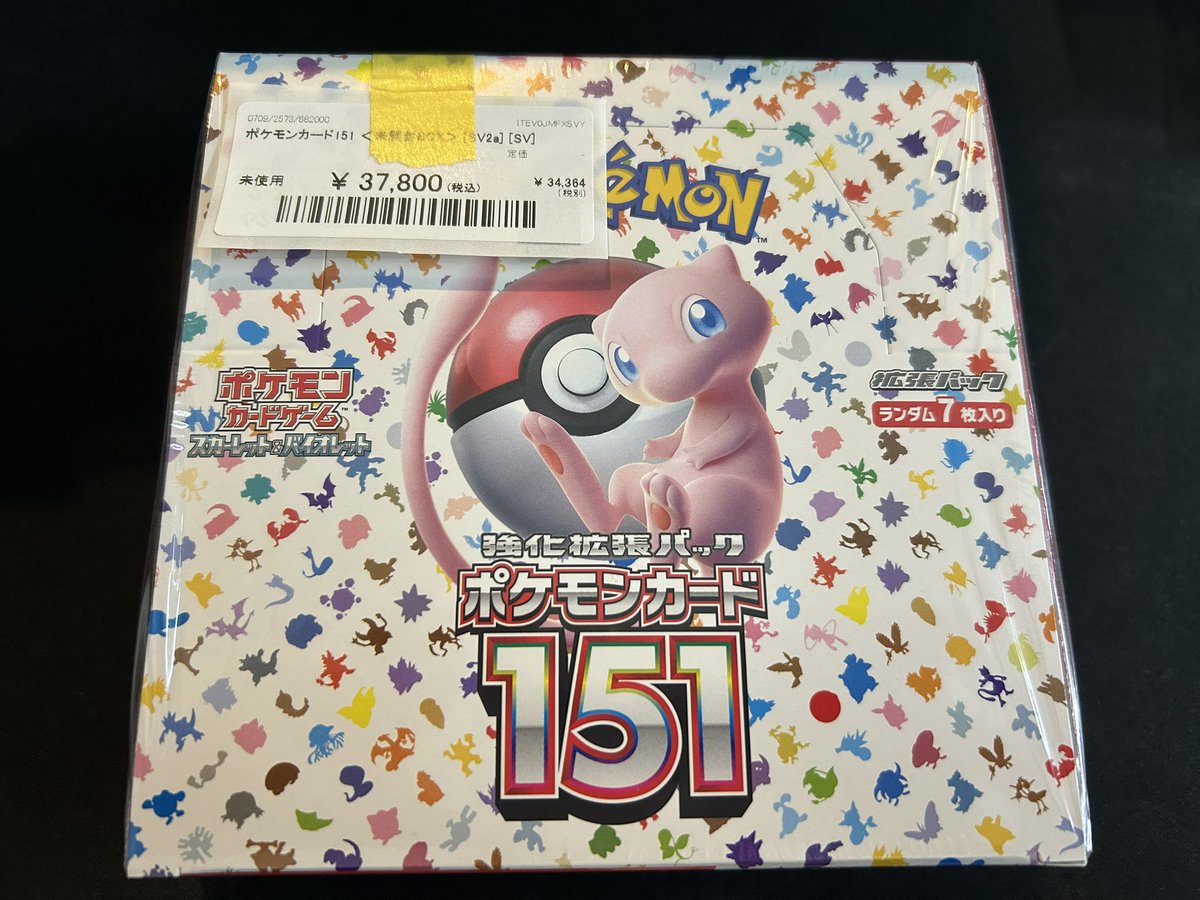 0709/2573/682000
ITEV0JMFXSVY
ポケモンカード151 < [SV2a] [SV]
定価
未使用
¥ 37,800(税込)
¥ 34,364
(税別)
éMON
TM
ポケモン
カードゲーム
スカーレット&バイオレット
拡張パック
ランダム7枚入り
強化拡張パック
ポケモンカード
151